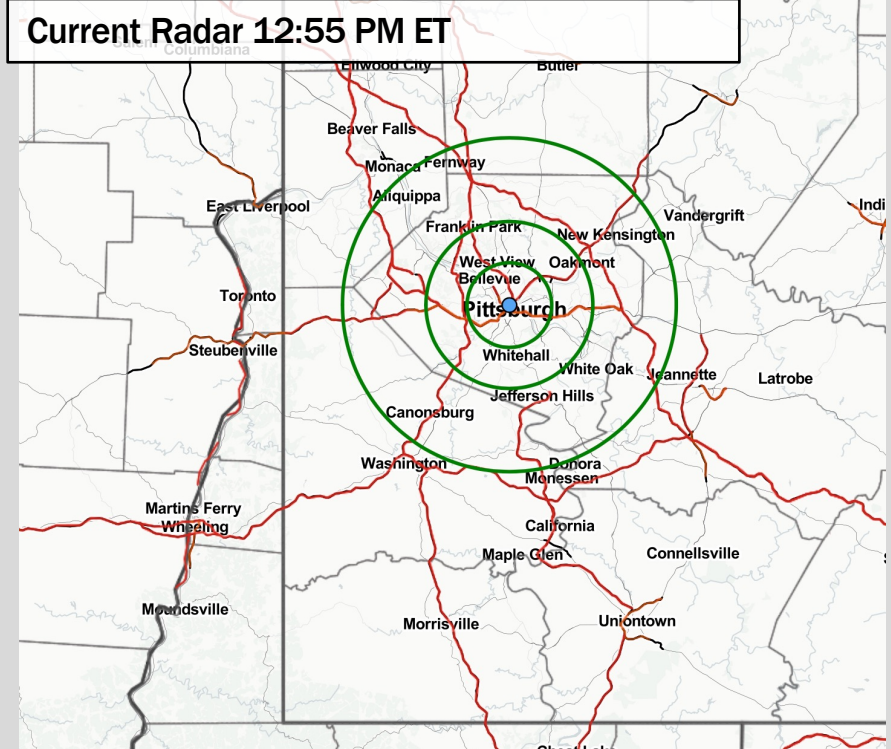 Current Radar 12:55 PM ET
Salem
Columbiana
Ellwood City
Butler
Beaver Falls
Monaca
Fernway
Aliquippa
East Liverpool
Vandergrift
Franklin Park
New Kensington
West View
Oakmont
Bellevue
Toronto
Pittsburgh
Steubenville
Whitehall
White Oak
Jeannette
Latrobe
Jefferson Hills
Canonsburg
Washington
Donora
Monessen
Martins Ferry
Wheeling
California
Maple Glen
Connellsville
Moundsville
Morrisville
Uniontown